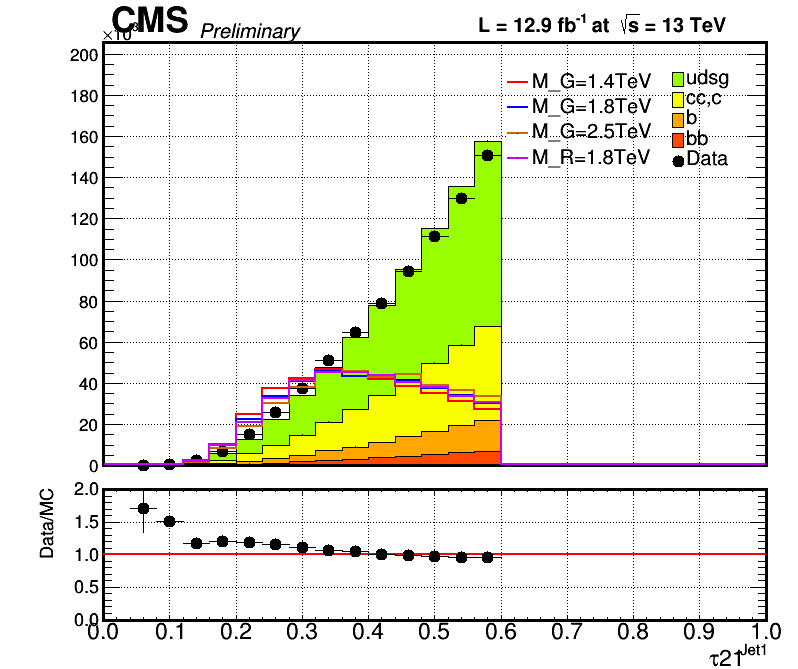 CMS Preliminary L = 12.9 fb⁻¹ at √s = 13 TeV
×10³
200
180
160
140
120
100
80
60
40
20
0
M_G=1.4TeV
M_G=1.8TeV
M_G=2.5TeV
M_R=1.8TeV
udsg
cc,c
b
bb
Data
Data/MC
2.0
1.5
1.0
0.5
0.0
0.0 0.1 0.2 0.3 0.4 0.5 0.6 0.7 0.8 0.9 1.0
τ21^Jet1